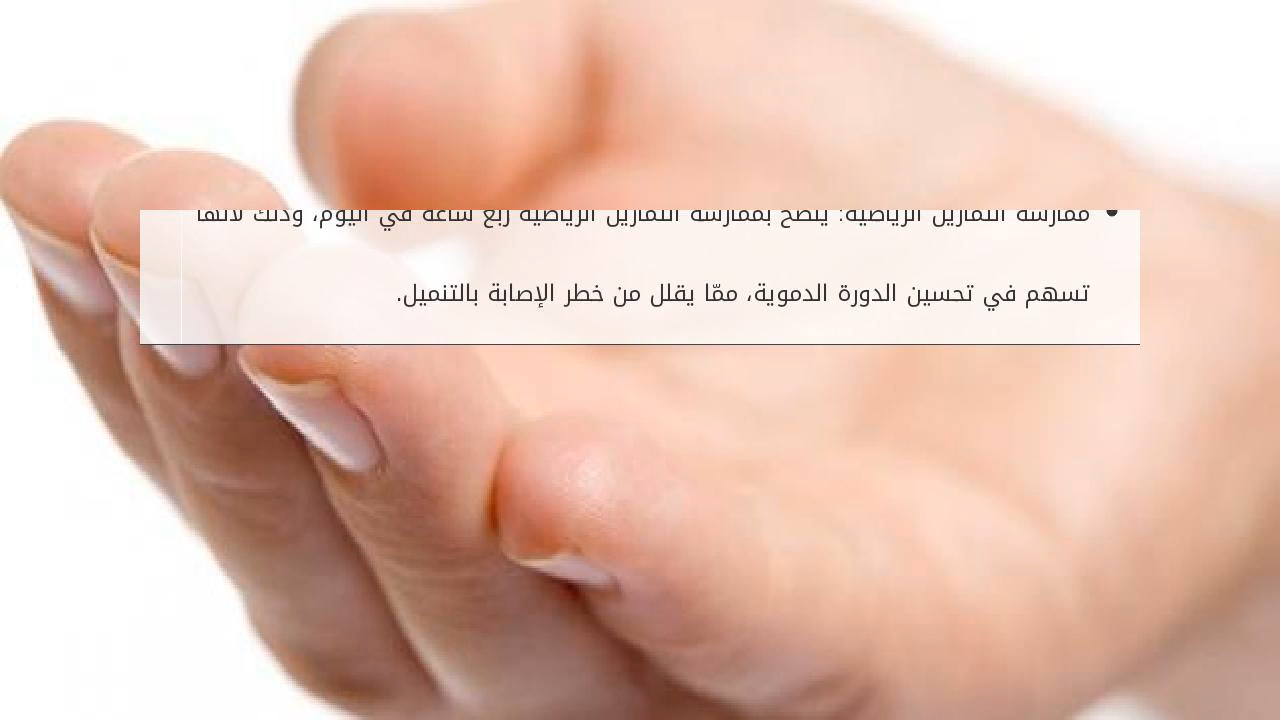 • ممارسة التمارين الرياضية: ينصح بممارسة التمارين الرياضية ربع ساعة في اليوم، وذلك لأنها
تسهم في تحسين الدورة الدموية، ممّا يقلل من خطر الإصابة بالتنميل.